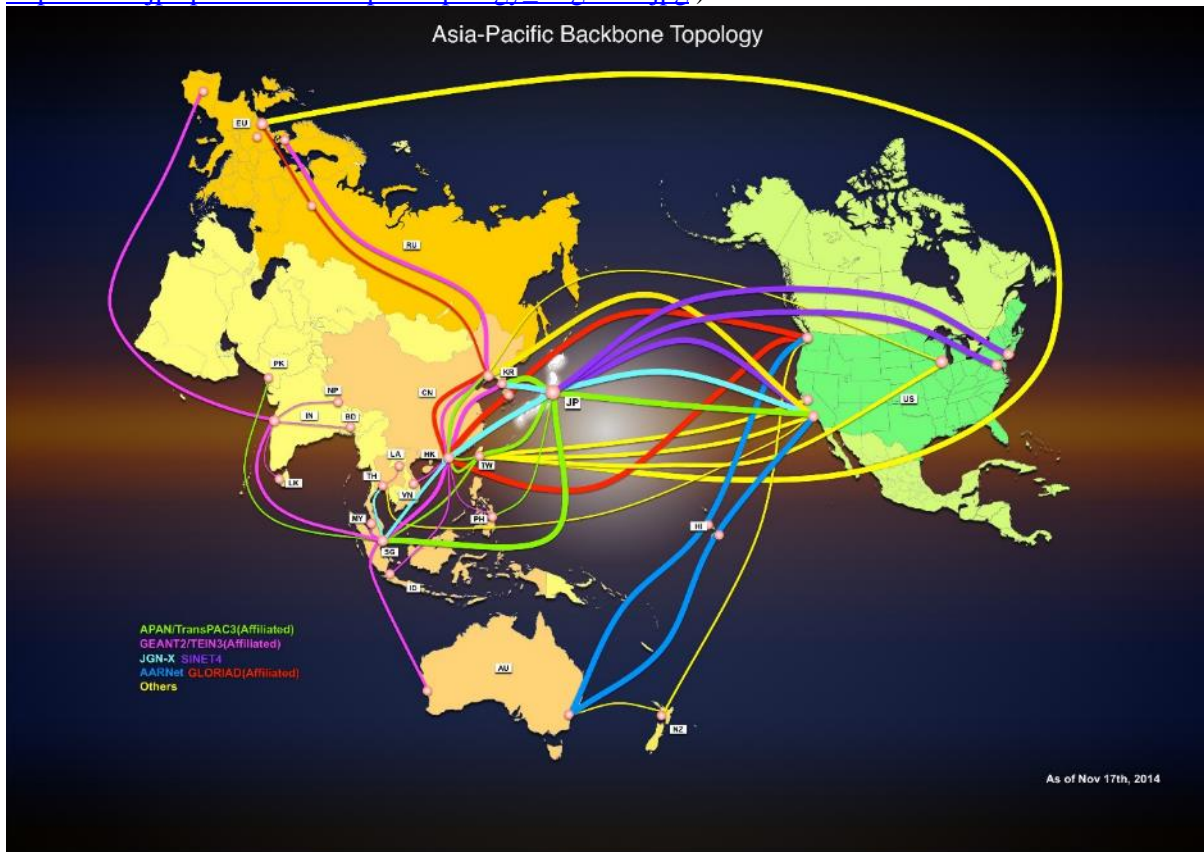 Asia-Pacific Backbone Topology
EU
RU
PK
NP
IN
BD
LK
CN
KR
JP
LA
HK
TH
VN
TW
MY
PH
SG
ID
HI
US
AU
NZ
APAN/TransPAC3(Affiliated)
GEANT2/TEIN3(Affiliated)
JGN-X SINET4
AARNet GLORIAD(Affiliated)
Others
As of Nov 17th, 2014